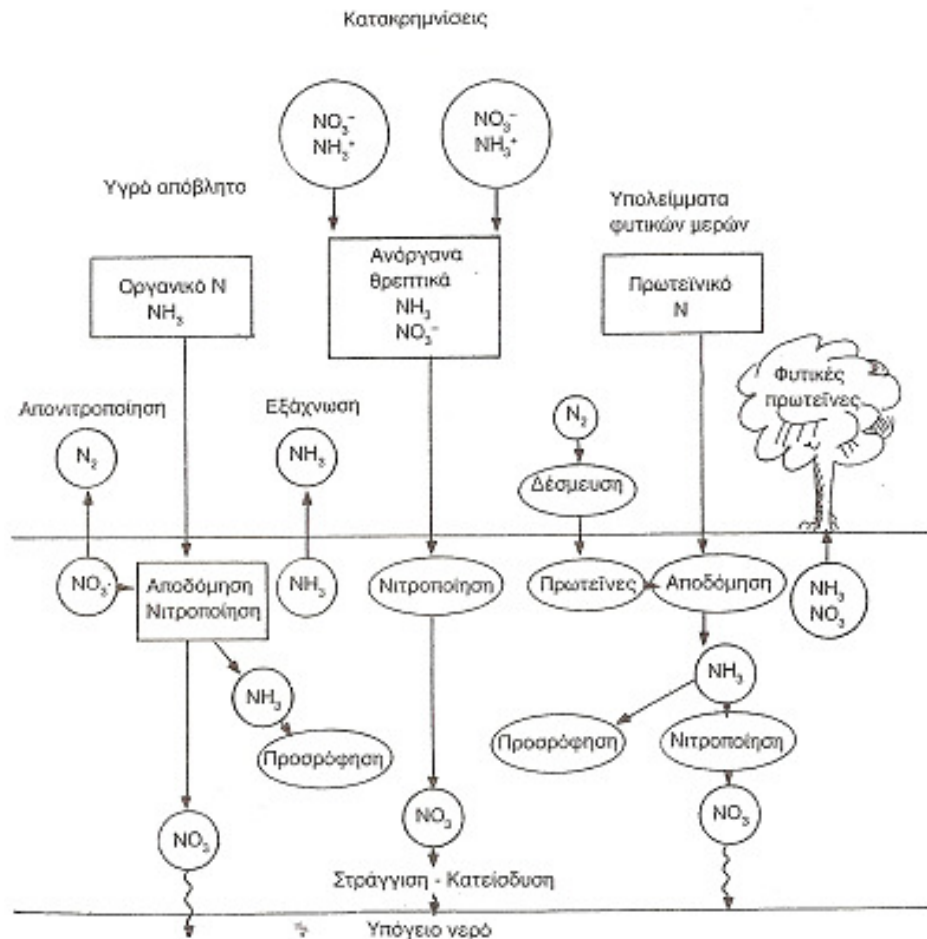 Κατακρημνίσεις
NO₃⁻
NH₃⁺
NO₃⁻
NH₄⁺
Υγρό απόβλητο
Υπολείμματα
φυτικών μερών
Οργανικό Ν
NH₃
Ανόργανα
θρεπτικά
NH₃
NO₃⁻
Πρωτεϊνικό
Ν
Φυτικές
πρωτεΐνες
Απονιτροποίηση
Εξάχνωση
N₂
NH₃
N₂
Δέσμευση
NO₃⁻
Αποδόμηση
Νιτροποίηση
NH₃
Νιτροποίηση
Πρωτεΐνες
Αποδόμηση
NH₃
NO₃
NH₃
Προσρόφηση
NH₃
Προσρόφηση
Νιτροποίηση
NO₃
NO₃
NO₃
Στράγγιση - Κατείσδυση
Υπόγειο νερό